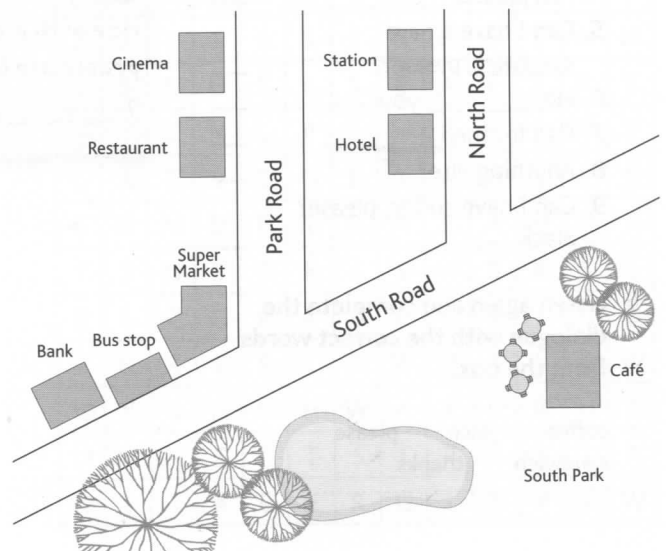 Cinema
Station
Restaurant
Hotel
Park Road
North Road
Super
Market
South Road
Bank
Bus stop
Café
South Park